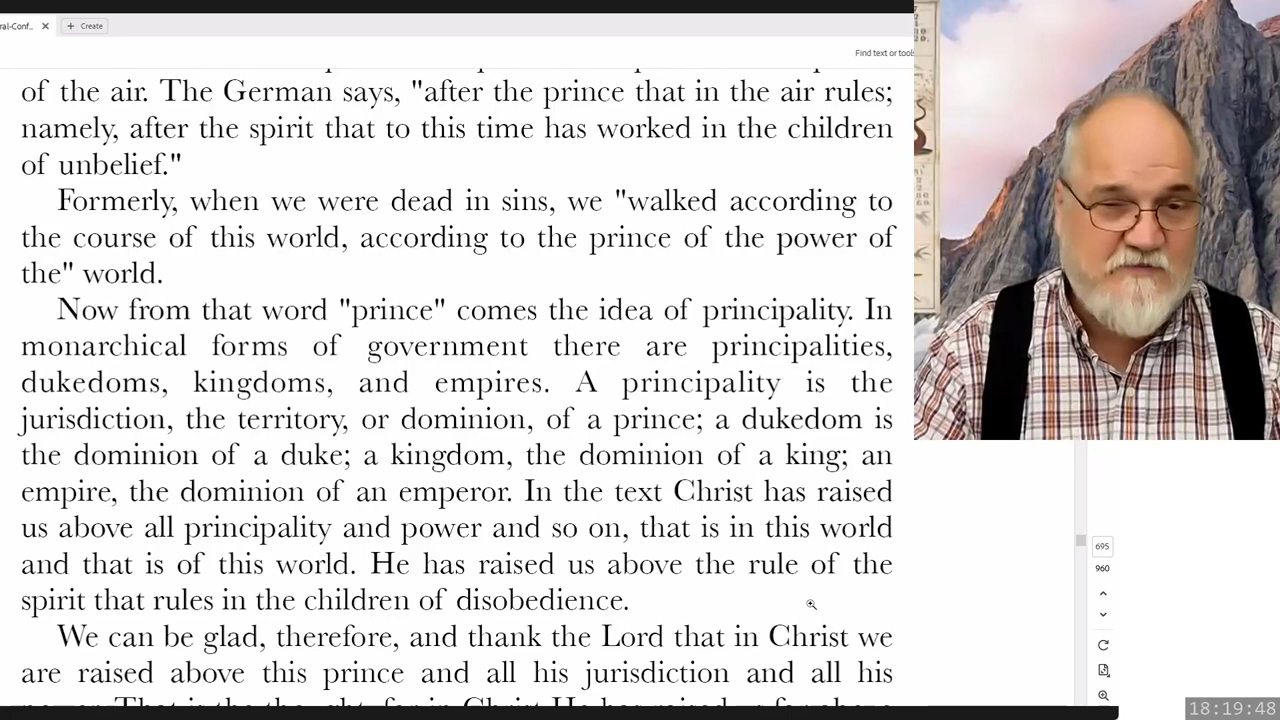 ral-Conf..
Create
Find text or tools
of the air. The German says, "after the prince that in the air rules;
namely, after the spirit that to this time has worked in the children
of unbelief."
Formerly, when we were dead in sins, we "walked according to
the course of this world, according to the prince of the power of
the" world.
Now from that word "prince" comes the idea of principality. In
monarchical forms of government there are principalities,
dukedoms, kingdoms, and empires. A principality is the
jurisdiction, the territory, or dominion, of a prince; a dukedom is
the dominion of a duke; a kingdom, the dominion of a king; an
empire, the dominion of an emperor. In the text Christ has raised
us above all principality and power and so on, that is in this world
and that is of this world. He has raised us above the rule of the
spirit that rules in the children of disobedience.
We can be glad, therefore, and thank the Lord that in Christ we
are raised above this prince and all his jurisdiction and all his
695
960
18:19:48